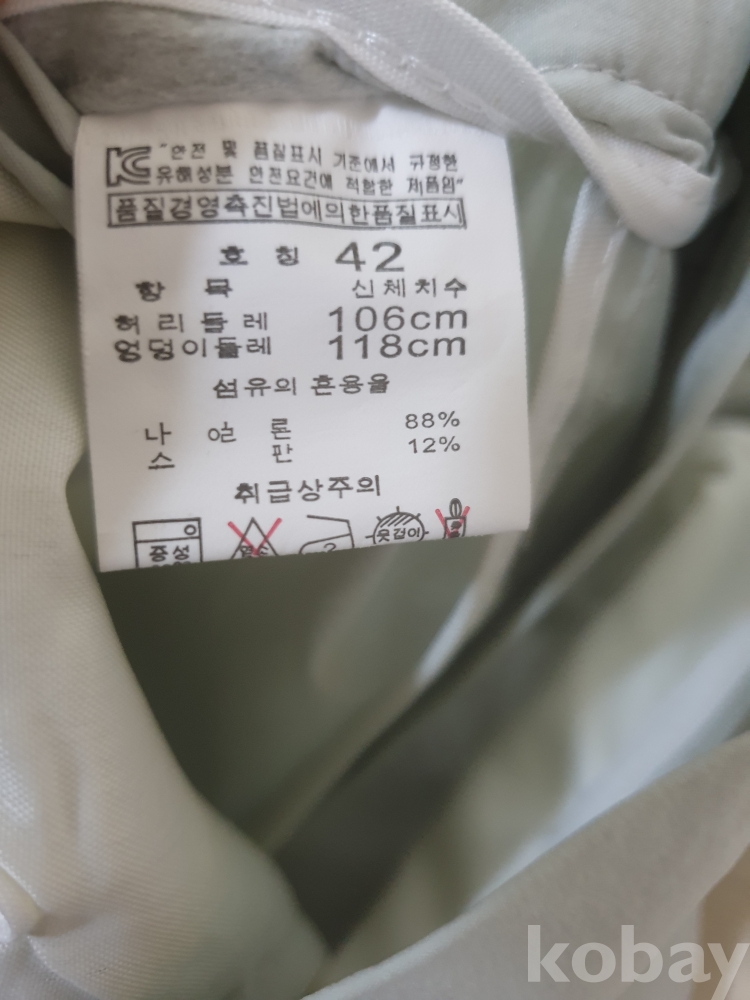 KC "안전 및 품질표시 기준에서 규정한
유해성분 안전요건에 적합한 제품임"
품질경영촉진법에의한품질표시
호 칭 42
항 목 신체치수
허 리 들 레 106cm
엉덩이들레 118cm
섬유의 혼용율
나 일 론 88%
스 판 12%
취급상주의
중성 옷걸이
kobay